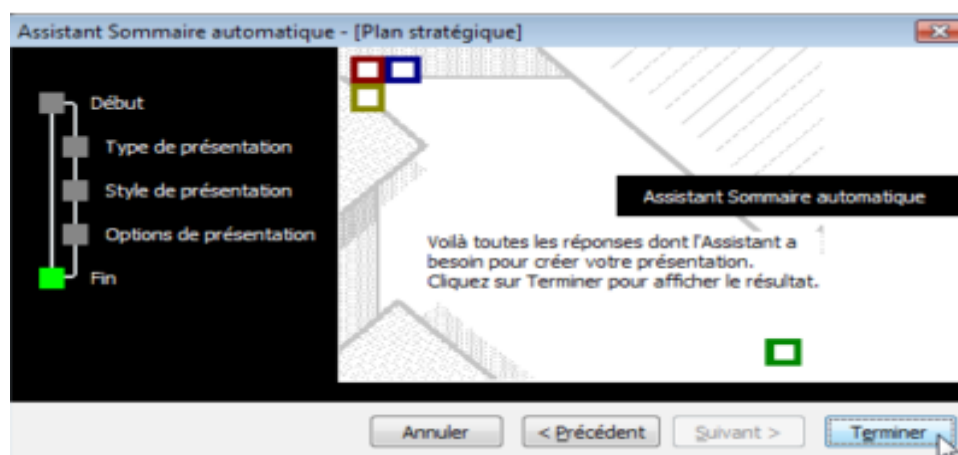 Assistant Sommaire automatique - [Plan stratégique]
Début
Type de présentation
Style de présentation
Options de présentation
Fin
Assistant Sommaire automatique
Voilà toutes les réponses dont l'Assistant a
besoin pour créer votre présentation.
Cliquez sur Terminer pour afficher le résultat.
Annuler
< Précédent
Suivant >
Terminer